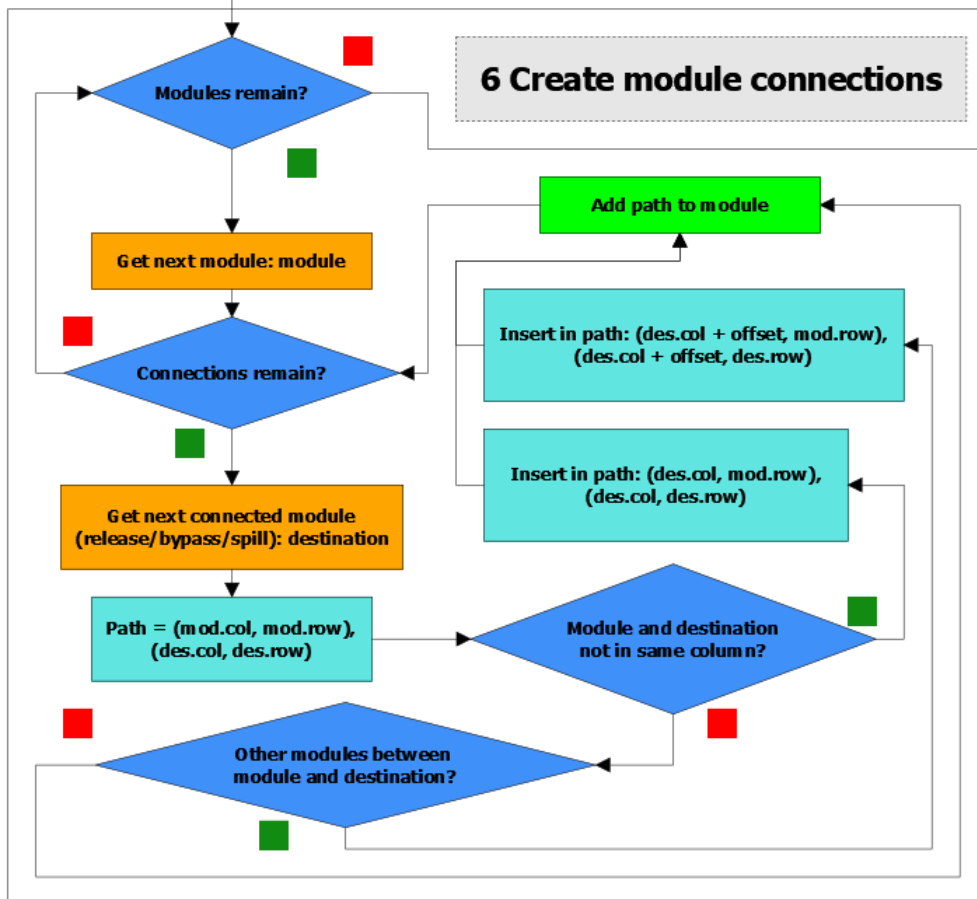 6 Create module connections
Modules remain?
Get next module: module
Connections remain?
Get next connected module
(release/bypass/spill): destination
Path = (mod.col, mod.row),
(des.col, des.row)
Module and destination
not in same column?
Other modules between
module and destination?
Insert in path: (des.col, mod.row),
(des.col, des.row)
Insert in path: (des.col + offset, mod.row),
(des.col + offset, des.row)
Add path to module